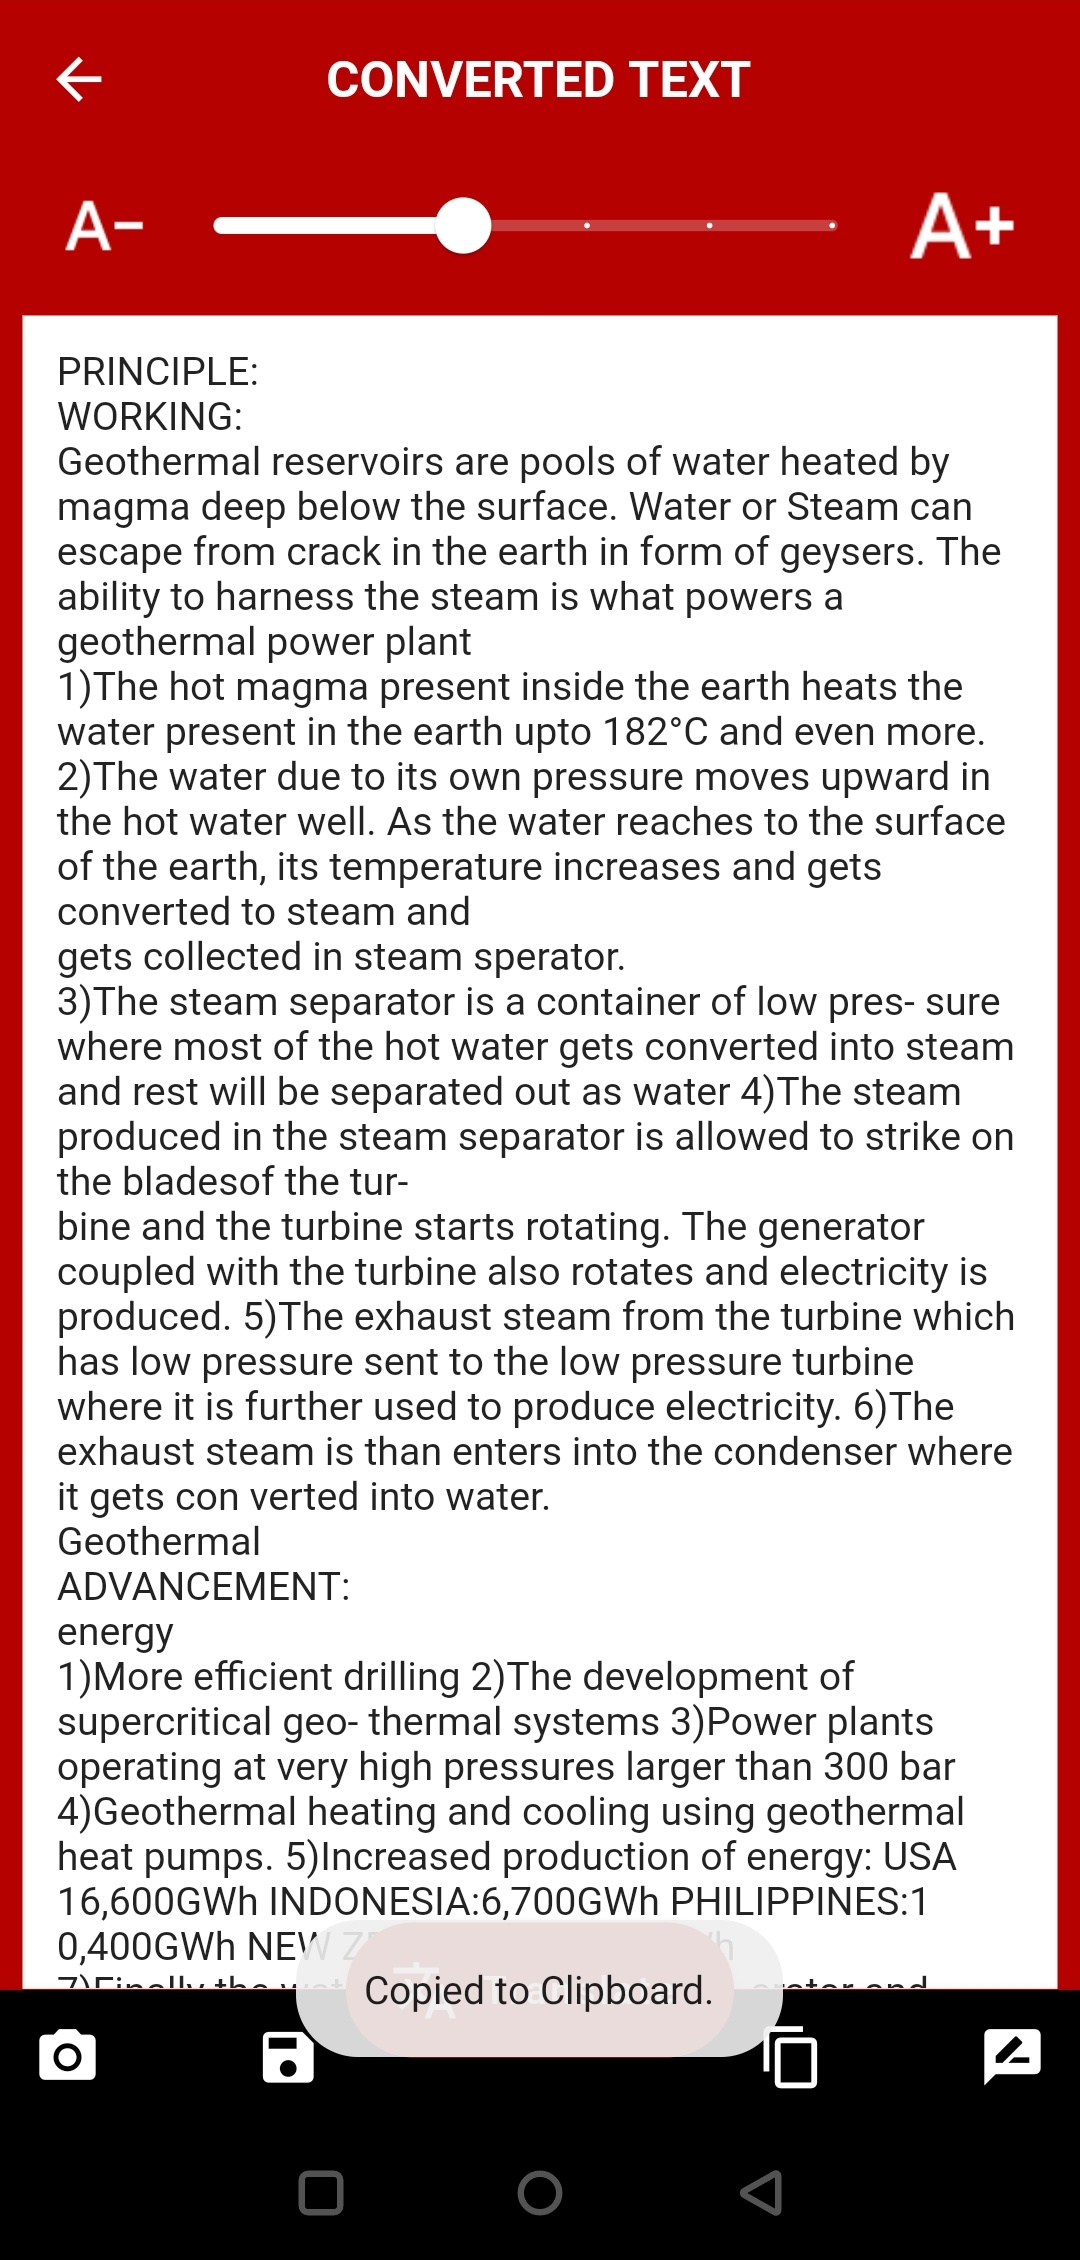 CONVERTED TEXT
A- A+
PRINCIPLE:
WORKING:
Geothermal reservoirs are pools of water heated by
magma deep below the surface. Water or Steam can
escape from crack in the earth in form of geysers. The
ability to harness the steam is what powers a
geothermal power plant
1)The hot magma present inside the earth heats the
water present in the earth upto 182°C and even more.
2)The water due to its own pressure moves upward in
the hot water well. As the water reaches to the surface
of the earth, its temperature increases and gets
converted to steam and
gets collected in steam sperator.
3)The steam separator is a container of low pres- sure
where most of the hot water gets converted into steam
and rest will be separated out as water 4)The steam
produced in the steam separator is allowed to strike on
the bladesof the tur-
bine and the turbine starts rotating. The generator
coupled with the turbine also rotates and electricity is
produced. 5)The exhaust steam from the turbine which
has low pressure sent to the low pressure turbine
where it is further used to produce electricity. 6)The
exhaust steam is than enters into the condenser where
it gets con verted into water.
Geothermal
ADVANCEMENT:
energy
1)More efficient drilling 2)The development of
supercritical geo- thermal systems 3)Power plants
operating at very high pressures larger than 300 bar
4)Geothermal heating and cooling using geothermal
heat pumps. 5)Increased production of energy: USA
16,600GWh INDONESIA:6,700GWh PHILIPPINES:1
0,400GWh NEW
7)Finally the
Copied to Clipboard.